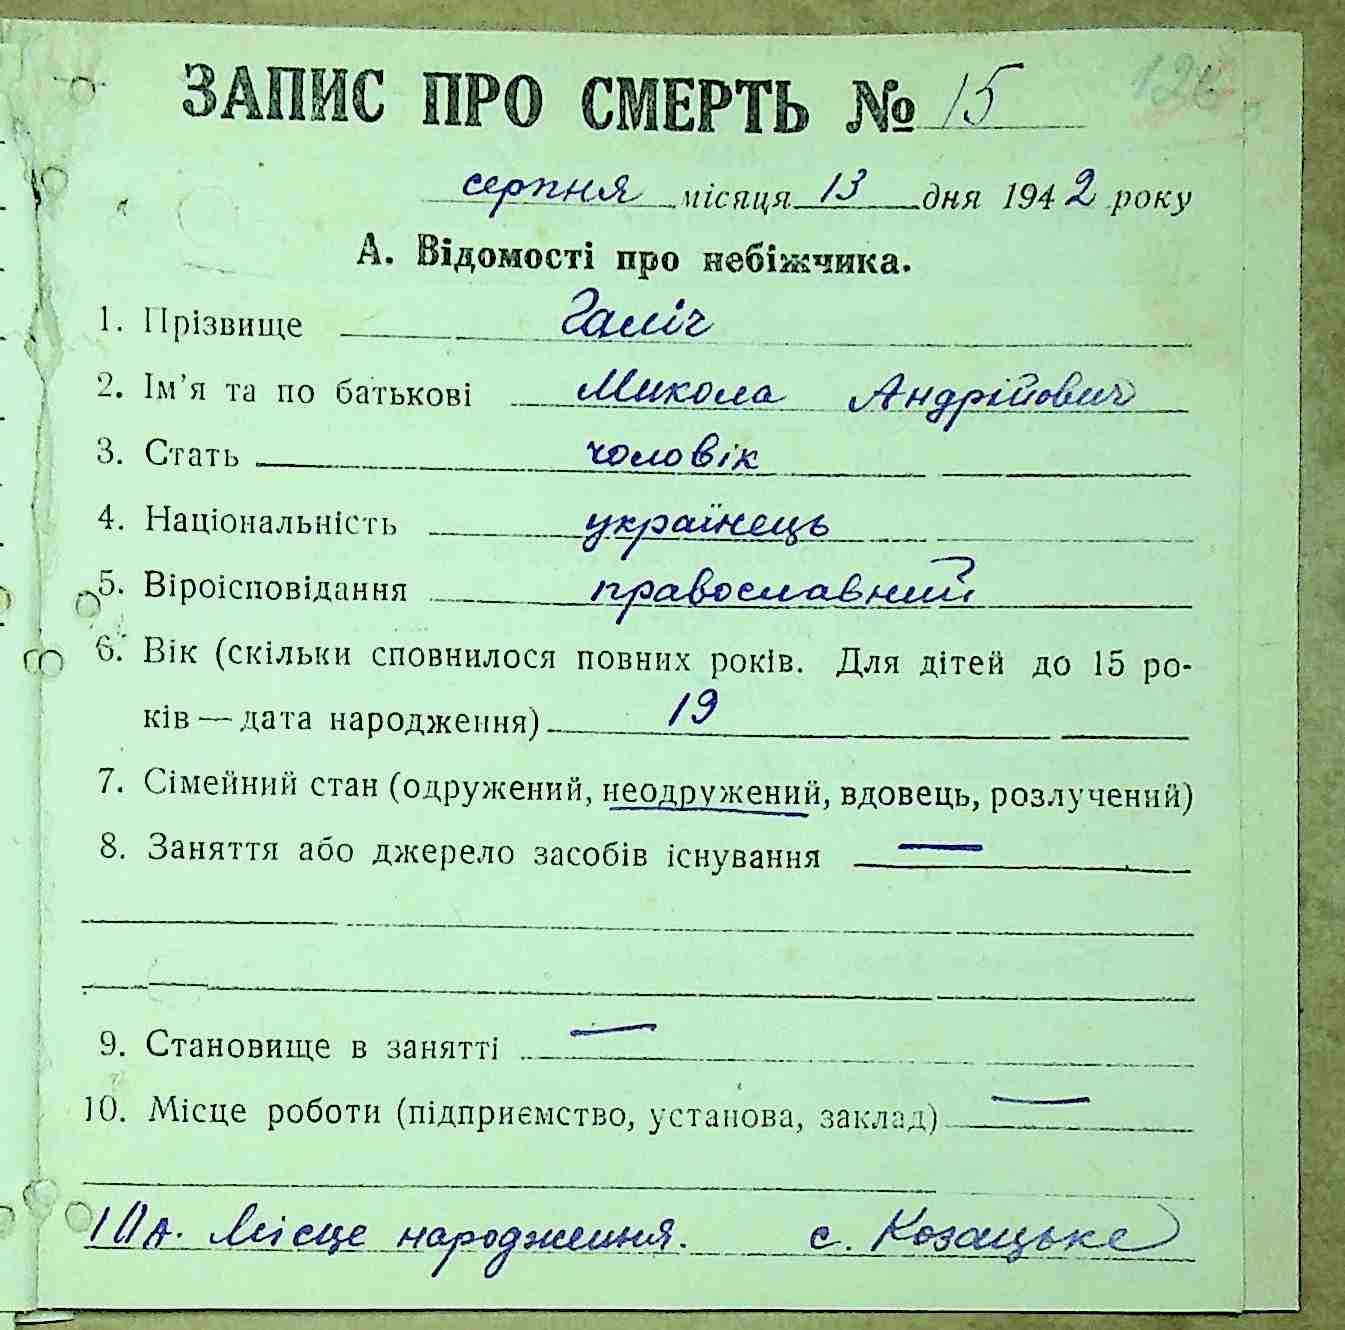 126
ЗАПИС ПРО СМЕРТЬ № 15
серпня місяця 13 дня 1942 року
А. Відомості про небіжчика.
1. Прізвище Галіч
2. Ім’я та по батькові Микола Андрійович
3. Стать чоловік
4. Національність українець
5. Віроісповідання православний
6. Вік (скільки сповнилося повних років. Для дітей до 15 ро-
ків — дата народження) 19
7. Сімейний стан (одружений, неодружений, вдовець, розлучений)
8. Заняття або джерело засобів існування —
9. Становище в занятті —
10. Місце роботи (підприємство, установа, заклад) —
10А. Місце народження. с. Козацьке